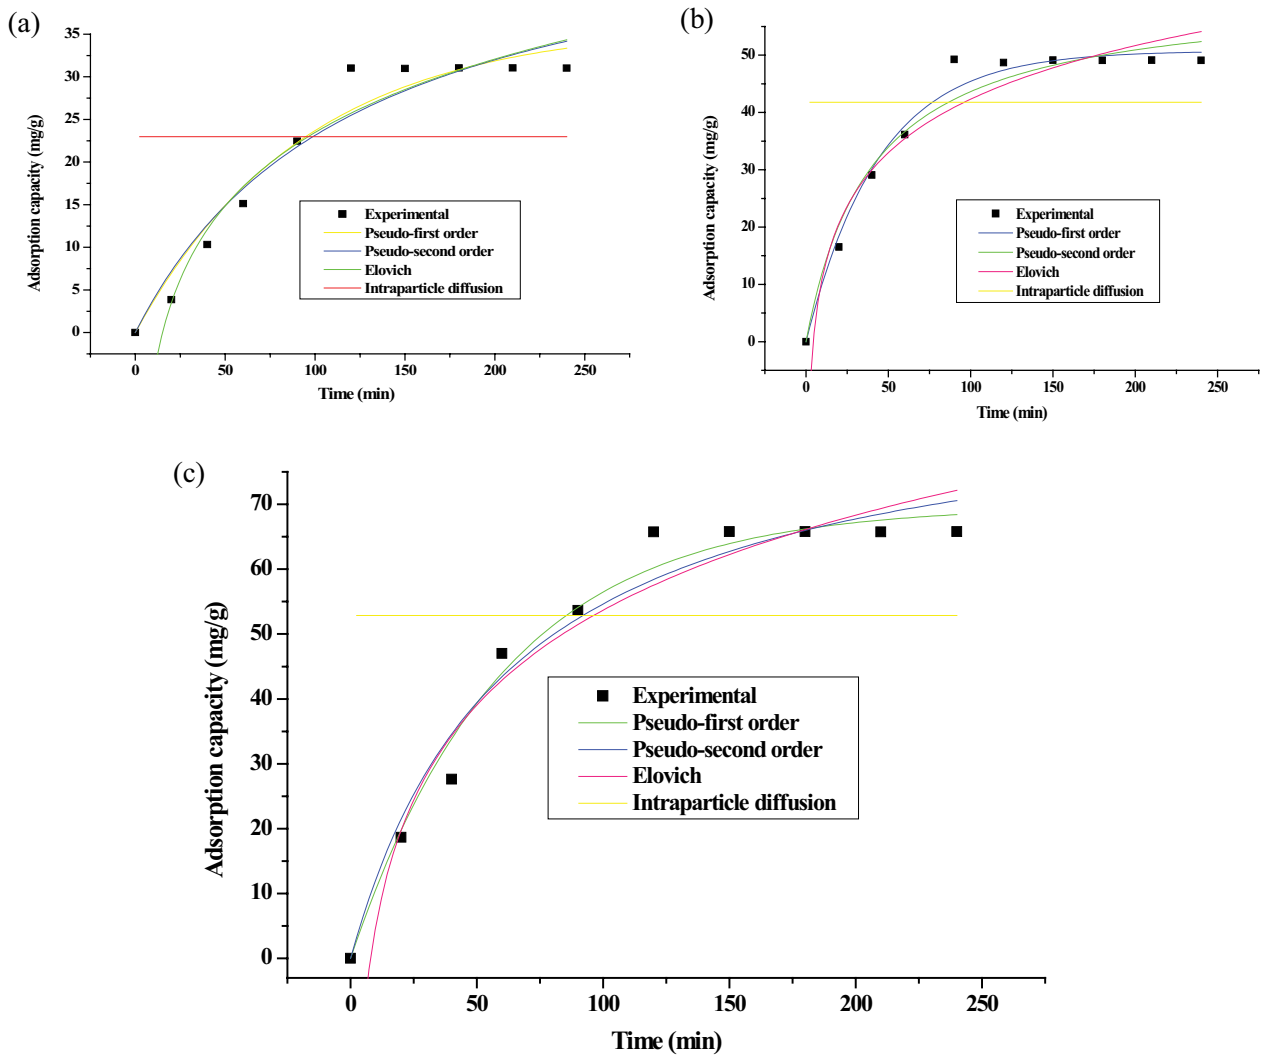 (a)
35
30
25
20
15
10
5
0
0
50
100
150
200
250
Adsorption capacity (mg/g)
Time (min)
Experimental
Pseudo-first order
Pseudo-second order
Elovich
Intraparticle diffusion
(b)
50
40
30
20
10
0
0
50
100
150
200
250
Adsorption capacity (mg/g)
Time (min)
Experimental
Pseudo-first order
Pseudo-second order
Elovich
Intraparticle diffusion
(c)
70
60
50
40
30
20
10
0
0
50
100
150
200
250
Adsorption capacity (mg/g)
Time (min)
Experimental
Pseudo-first order
Pseudo-second order
Elovich
Intraparticle diffusion